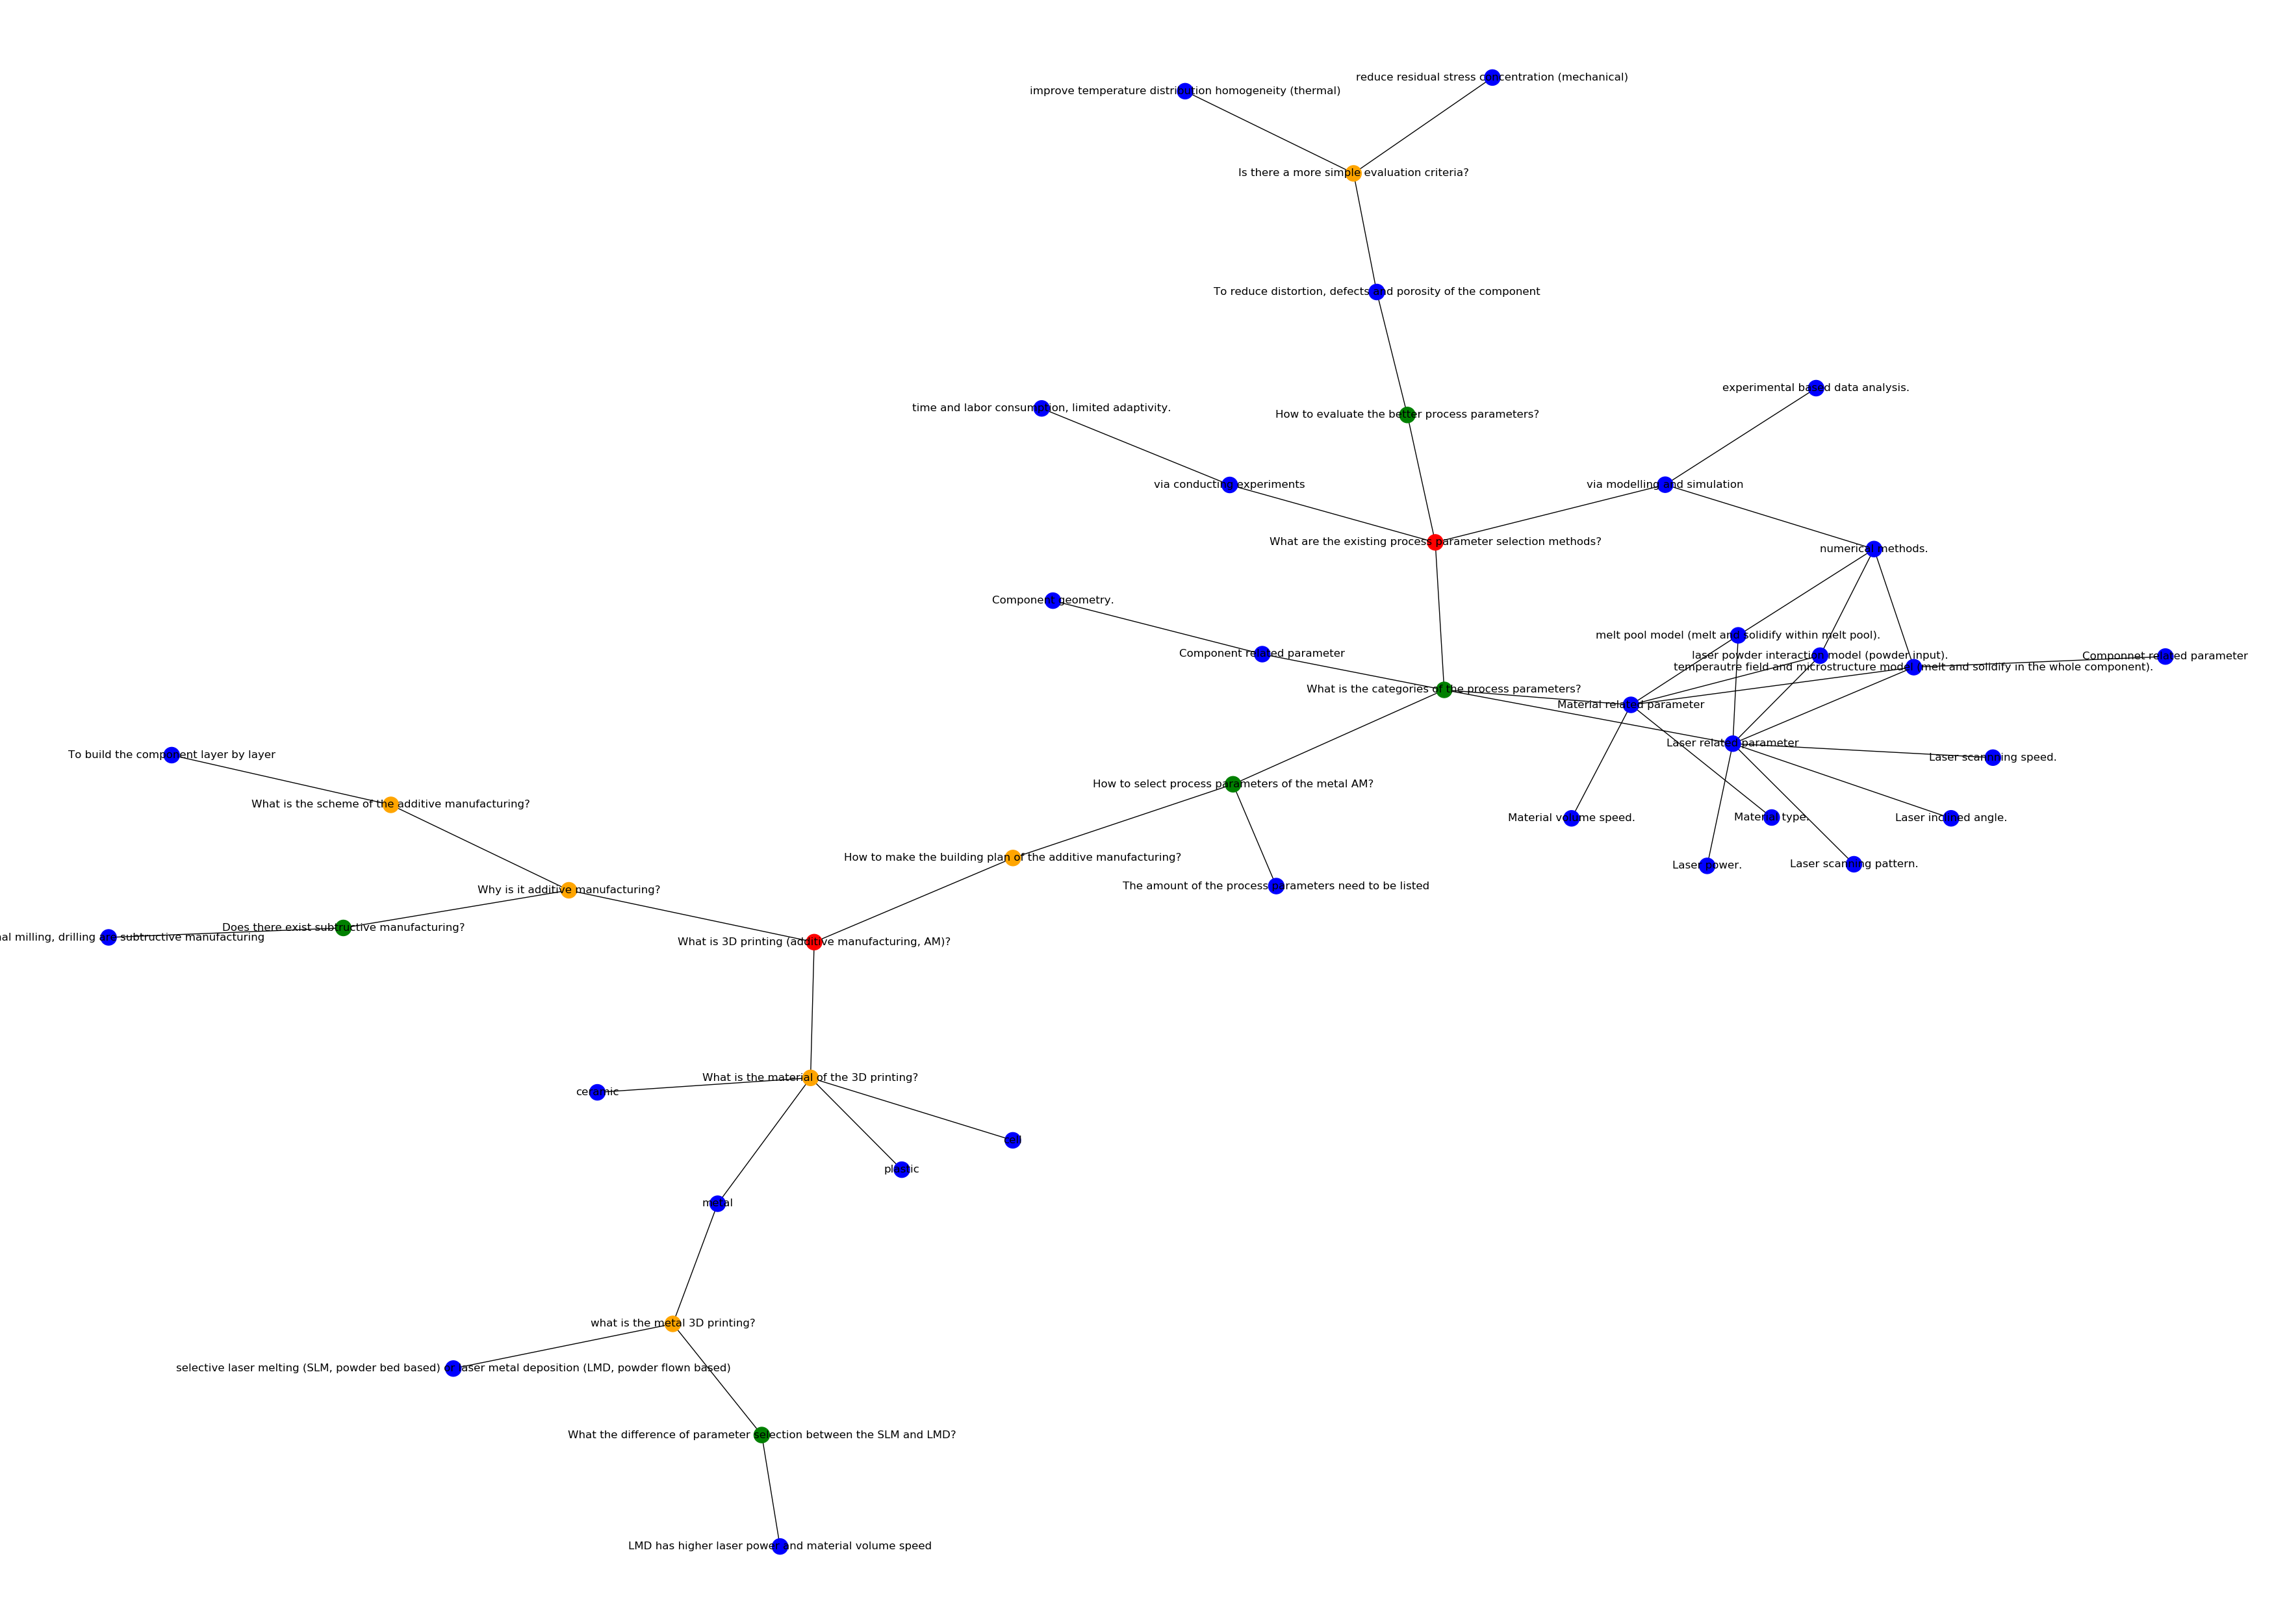 reduce residual stress concentration (mechanical)
improve temperature distribution homogeneity (thermal)
Is there a more simple evaluation criteria?
To reduce distortion, defects and porosity of the component
experimental based data analysis.
time and labor consumption, limited adaptivity.
How to evaluate the better process parameters?
via conducting experiments
via modelling and simulation
What are the existing process parameter selection methods?
numerical methods.
Component geometry.
melt pool model (melt and solidify within melt pool).
Component related parameter
laser powder interaction model (powder input).
Componnet related parameter
temperautre field and microstructure model (melt and solidify in the whole component).
What is the categories of the process parameters?
Material related parameter
Laser related parameter
To build the component layer by layer
Laser scanning speed.
How to select process parameters of the metal AM?
What is the scheme of the additive manufacturing?
Material volume speed.
Material type.
Laser inclined angle.
How to make the building plan of the additive manufacturing?
Laser power.
Laser scanding pattern.
The amount of the process parameters need to be listed
Why is it additive manufacturing?
Does there exist subtructive manufacturing?
milling, drilling are subtructive manufacturing
What is 3D printing (additive manufacturing, AM)?
What is the material of the 3D printing?
ceramic
plastic
metal
what is the metal 3D printing?
selective laser melting (SLM, powder bed based) or laser metal deposition (LMD, powder flown based)
What the difference of parameter selection between the SLM and LMD?
LMD has higher laser power and material volume speed